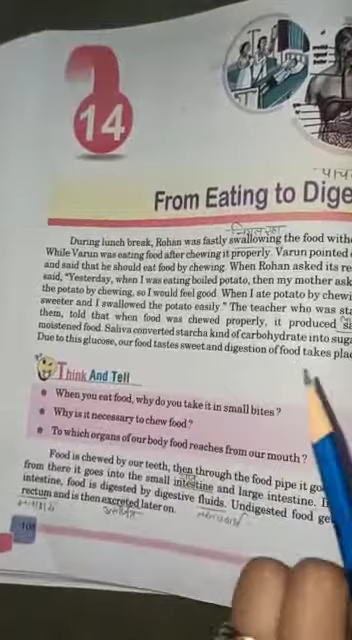 14
From Eating to Dige
During lunch break, Rohan was fastly swallowing the food with
While Varun was eating food after chewing it properly. Varun pointed
and said that he should eat food by chewing. When Rohan asked its re
said, "Yesterday, when I was eating boiled potato, then my mother ask
the potato by chewing, so I would feel good. When I ate potato by chewi
sweeter and I swallowed the potato easily." The teacher who was sta
them, told that when food was chewed properly, it produced
moistened food. Saliva converted starcha kind of carbohydrate into suga
Due to this glucose, our food tastes sweet and digestion of food takes plac
Think And Tell
When you eat food, why do you take it in small bites?
Why is it necessary to chew food?
To which organs of our body food reaches from our mouth?
Food is chewed by our teeth, then through the food pipe it go
from there it goes into the small intestine and large intestine. I
intestine, food is digested by digestive fluids. Undigested food ge
rectum and is then excreted later on.